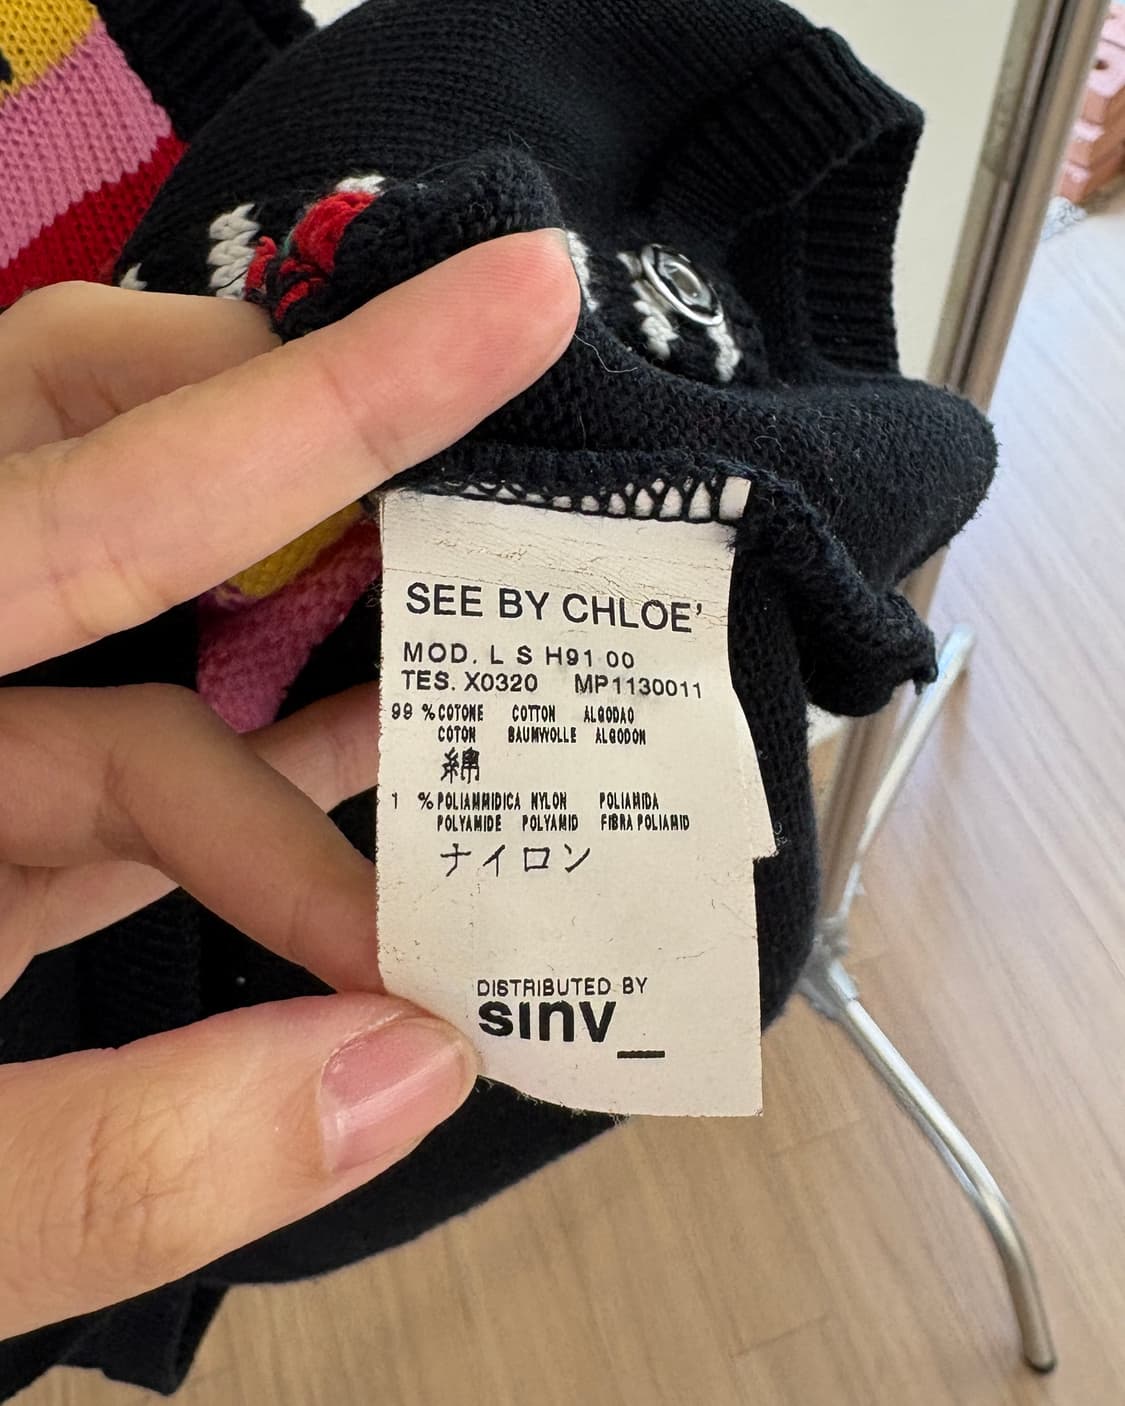 SEE BY CHLOE'
MOD. L S H91 00
TES. X0320 MP1130011
99 % COTONE COTTON ALGODAO
COTON BAUMWOLLE ALGODON
綿
1 % POLIAMMIDICA NYLON POLIAMIDA
POLYAMIDE POLYAMID FIBRA POLIAMID
ナイロン
DISTRIBUTED BY
sinv_